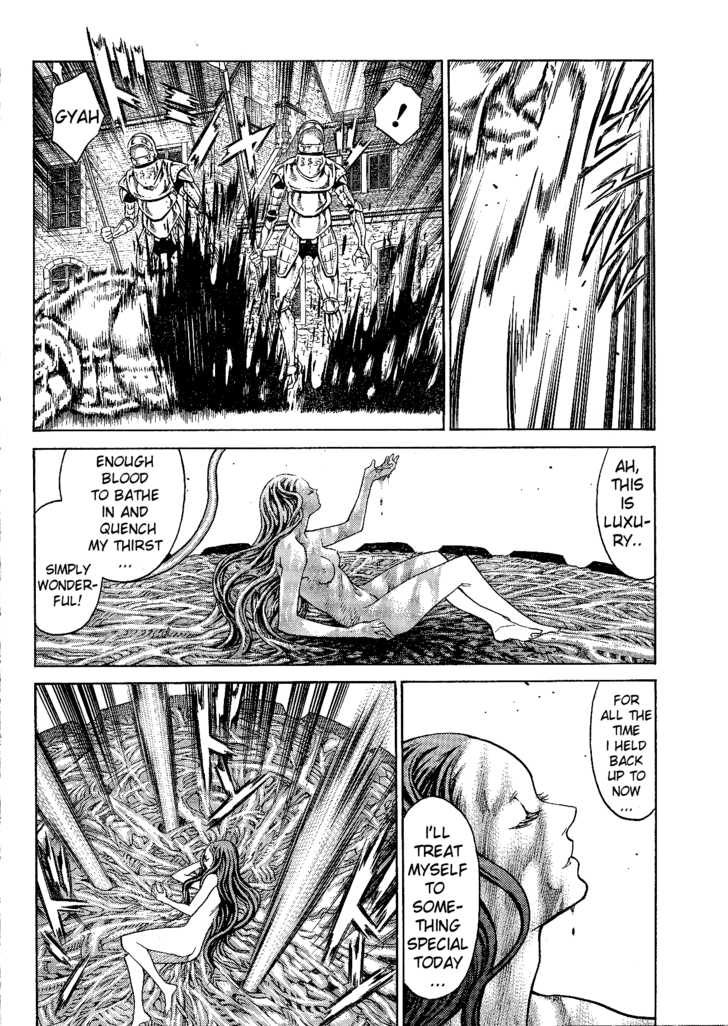 !
GYAH
AH,
THIS
IS
LUXU-
RY..
ENOUGH
BLOOD
TO BATHE
IN AND
QUENCH
MY THIRST
...
SIMPLY
WONDER-
FUL!
FOR
ALL THE
TIME
I HELD
BACK
UP TO
NOW
...
I'LL
TREAT
MYSELF
TO
SOME-
THING
SPECIAL
TODAY
...